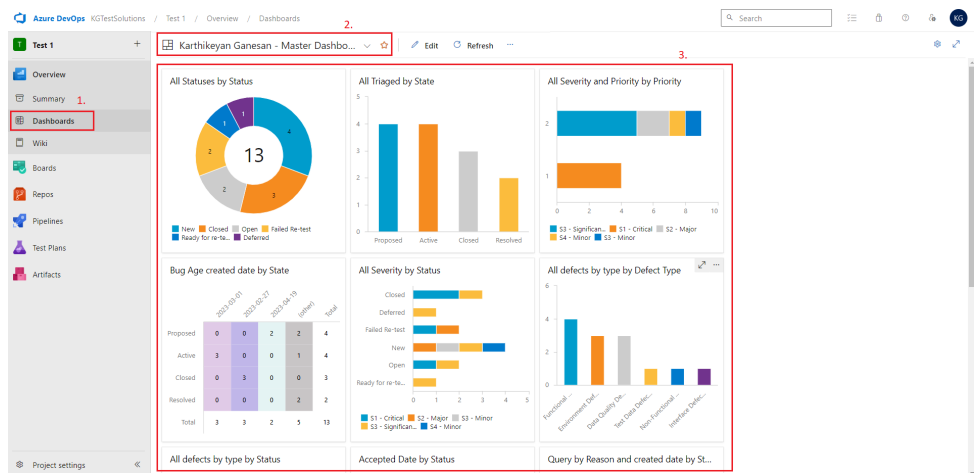 Azure DevOps KGTestSolutions / Test 1 / Overview / Dashboards
Search
KG
T Test 1 +
2.
Karthikeyan Ganesan - Master Dashbo...
Edit Refresh ...
3.
Overview
Summary
1.
Dashboards
Wiki
Boards
Repos
Pipelines
Test Plans
Artifacts
Project settings
All Statuses by Status
4
3
2
2
1
1
13
New Closed Open Failed Re-test
Ready for re-te... Deferred
All Triaged by State
5
4
3
2
1
0
Proposed Active Closed Resolved
All Severity and Priority by Priority
2
1
0 2 4 6 8 10
S3 - Significan... S1 - Critical S2 - Major
S4 - Minor S3 - Minor
Bug Age created date by State
2023-03-01 2023-02-27 2023-04-19 (other) Total
Proposed 0 0 2 2 4
Active 3 0 0 1 4
Closed 0 3 0 0 3
Resolved 0 0 0 2 2
Total 3 3 2 5 13
All Severity by Status
Closed
Deferred
Failed Re-test
New
Open
Ready for re-te...
0 1 2 3 4 5
S1 - Critical S2 - Major S3 - Minor
S3 - Significan... S4 - Minor
All defects by type by Defect Type
6
4
2
0
Functional ... Environment Def... Data Quality De... Test Data Defec... Non-Functional ... Interface Defec...
All defects by type by Status
Accepted Date by Status
Query by Reason and created date by St...